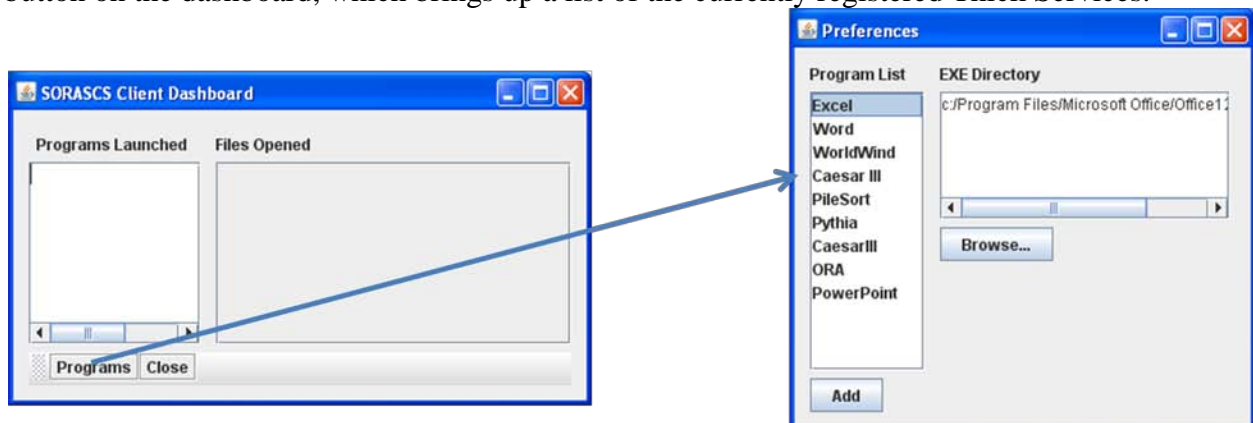 button on the dashboard, which brings up a list of the currently registered Thick Services.
Preferences
Program List
EXE Directory
Excel
Word
WorldWind
Caesar III
PileSort
Pythia
CaesarIII
ORA
PowerPoint
c:/Program Files/Microsoft Office/Office12
Browse...
Add
SORASCS Client Dashboard
Programs Launched
Files Opened
Programs
Close